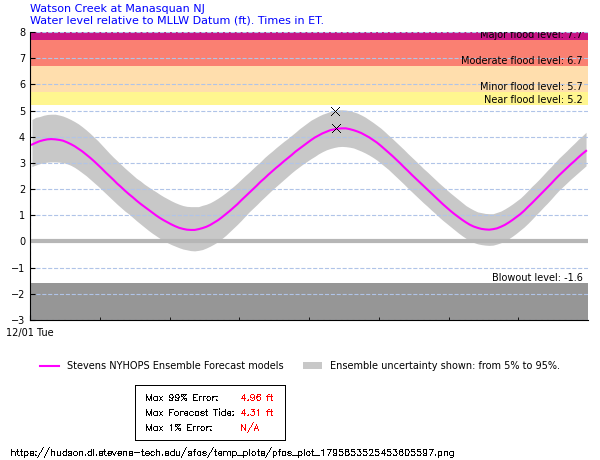 Watson Creek at Manasquan NJ
Water level relative to MLLW Datum (ft). Times in ET.
8
Major flood level: 7.7
7
Moderate flood level: 6.7
6
Minor flood level: 5.7
Near flood level: 5.2
5
4
3
2
1
0
−1
Blowout level: -1.6
−2
−3
12/01 Tue
Stevens NYHOPS Ensemble Forecast models
Ensemble uncertainty shown: from 5% to 95%.
Max 99% Error: 4.96 ft
Max Forecast Tide: 4.31 ft
Max 1% Error: N/A
https://hudson.dl.stevens-tech.edu/sfas/temp_plots/pfas_plot_1795853525453605597.png